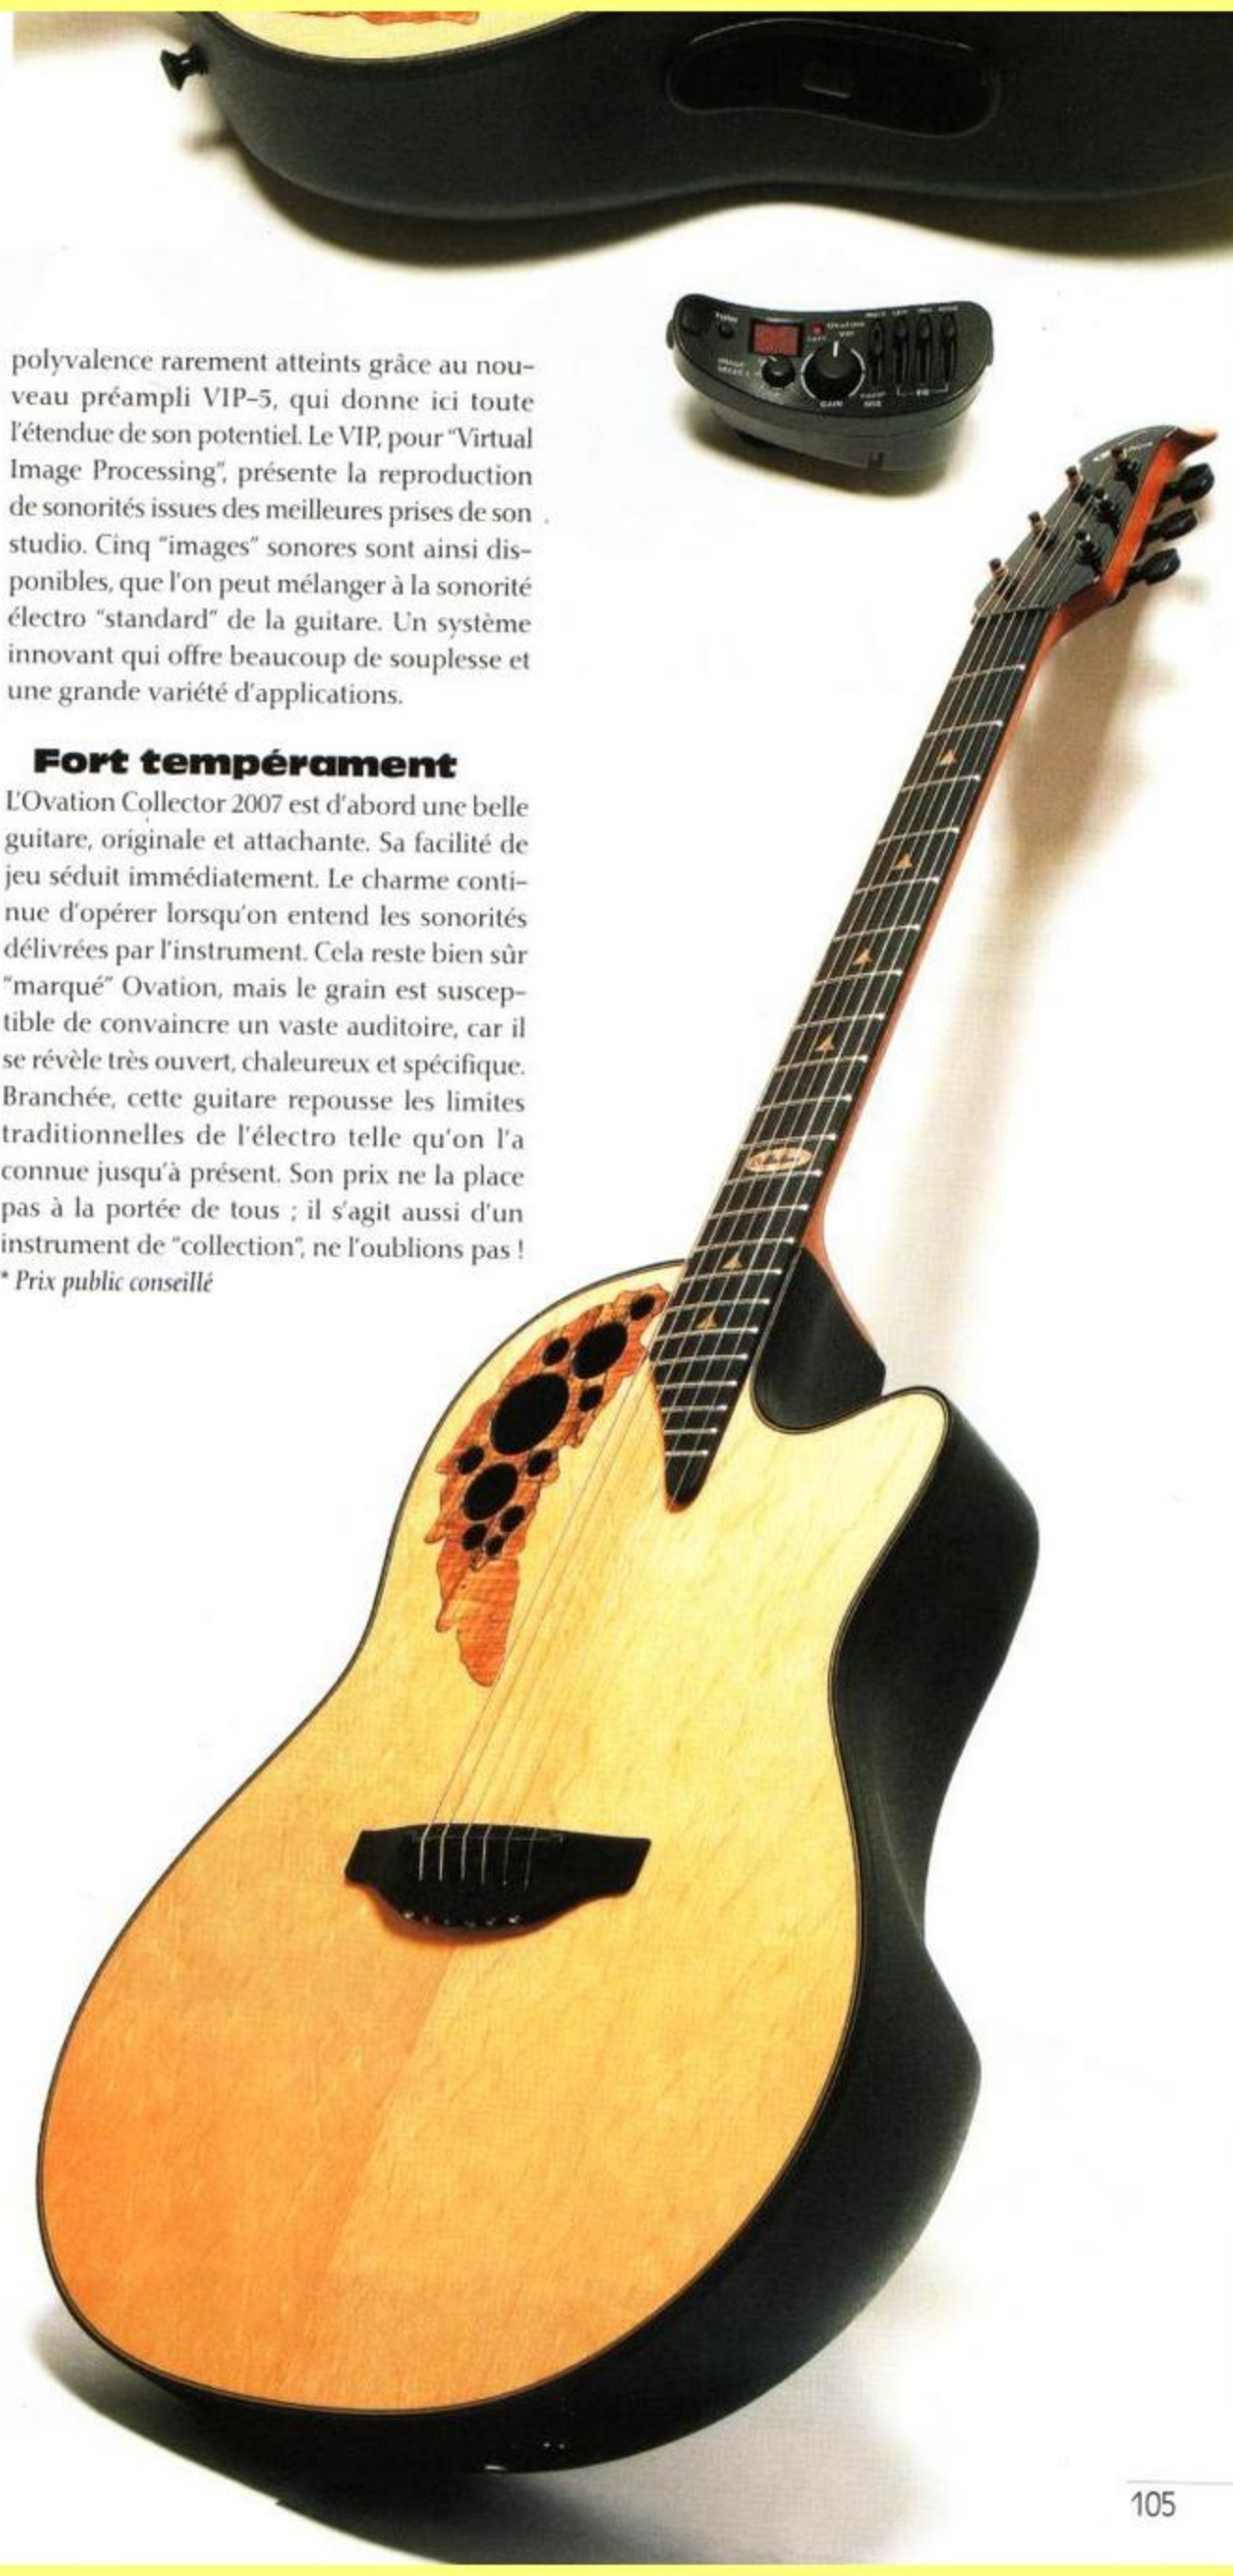 polyvalence rarement atteints grâce au nou-
veau préampli VIP-5, qui donne ici toute
l'étendue de son potentiel. Le VIP, pour "Virtual
Image Processing", présente la reproduction
de sonorités issues des meilleures prises de son
studio. Cinq "images" sonores sont ainsi dis-
ponibles, que l'on peut mélanger à la sonorité
électro "standard" de la guitare. Un système
innovant qui offre beaucoup de souplesse et
une grande variété d'applications.
Fort tempérament
L'Ovation Collector 2007 est d'abord une belle
guitare, originale et attachante. Sa facilité de
jeu séduit immédiatement. Le charme conti-
nue d'opérer lorsqu'on entend les sonorités
délivrées par l'instrument. Cela reste bien sûr
"marqué" Ovation, mais le grain est suscep-
tible de convaincre un vaste auditoire, car il
se révèle très ouvert, chaleureux et spécifique.
Branchée, cette guitare repousse les limites
traditionnelles de l'électro telle qu'on l'a
connue jusqu'à présent. Son prix ne la place
pas à la portée de tous ; il s'agit aussi d'un
instrument de "collection", ne l'oublions pas !
* Prix public conseillé
GAIN
EQ
105